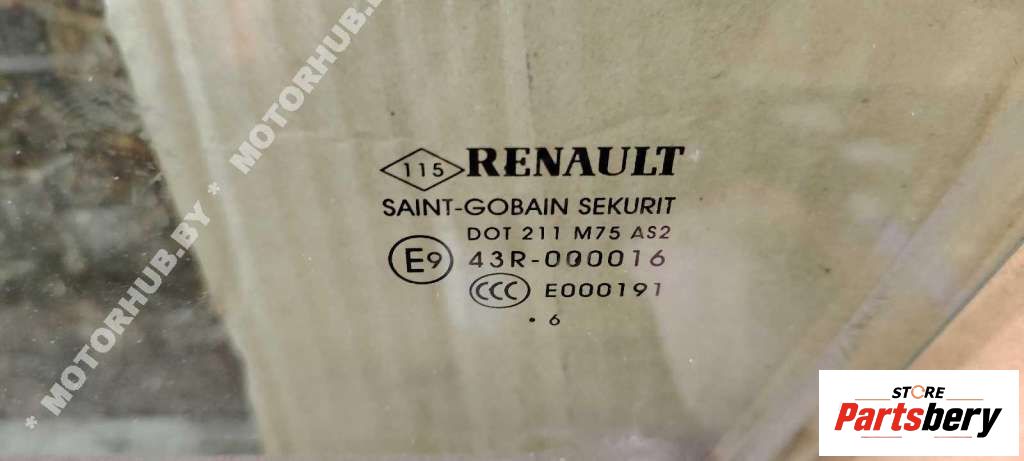 * MOTORHUB.BY * MOTORHUB.BY
115 RENAULT
SAINT-GOBAIN SEKURIT
DOT 211 M75 AS2
E9 43R-000016
CCC E000191
. 6
STORE
Partsbery